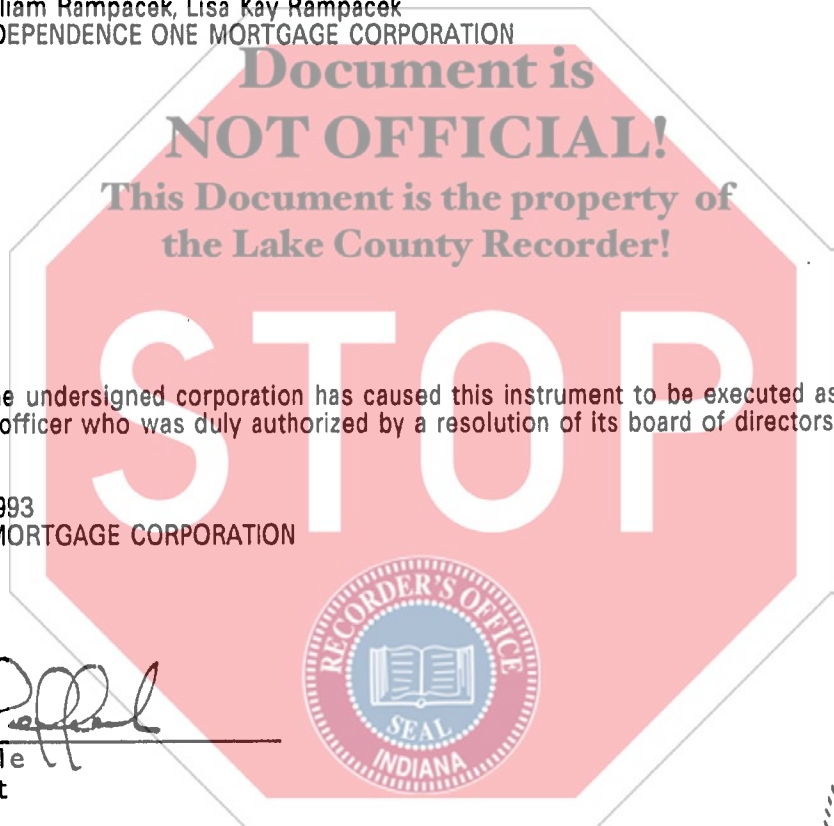 liam Rampacek, Lisa Kay Rampacek
DEPENDENCE ONE MORTGAGE CORPORATION
Document is
NOT OFFICIAL!
This Document is the property of
the Lake County Recorder!
STOP
e undersigned corporation has caused this instrument to be executed as
officer who was duly authorized by a resolution of its board of directors
993
MORTGAGE CORPORATION
RECORDER'S OFFICE
SEAL
INDIANA
le
t